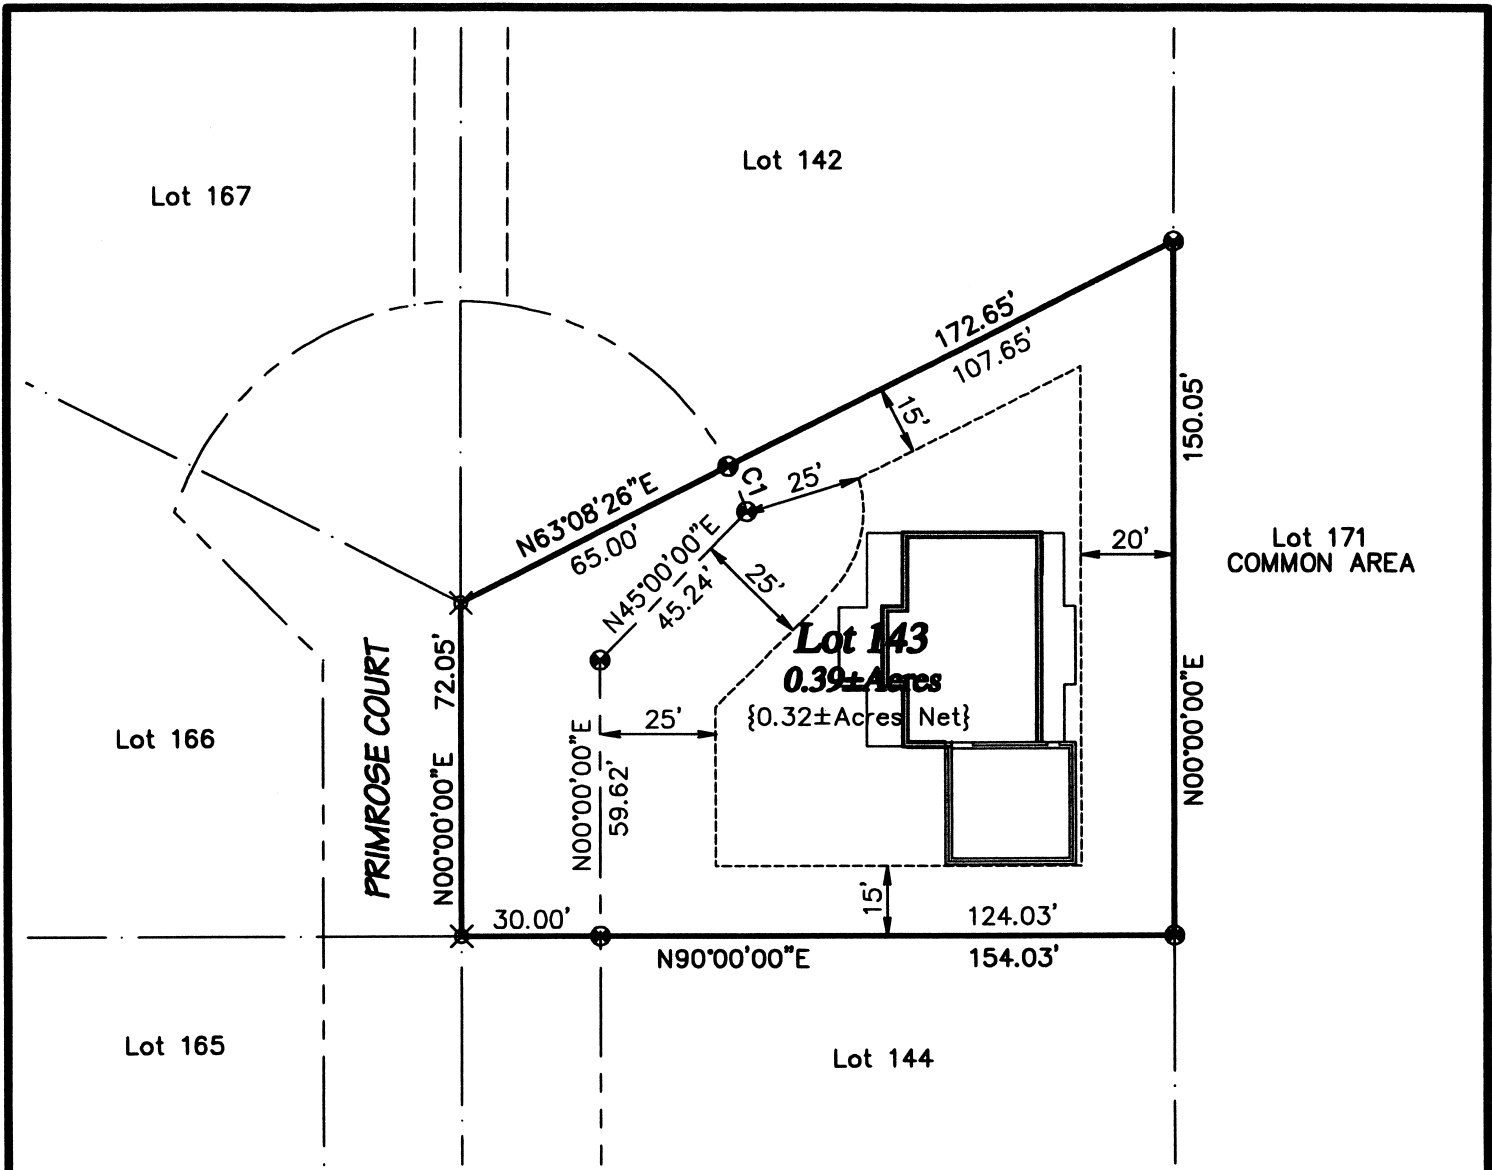 Lot 142
Lot 167
172.65'
107.65'
150.05'
15'
C1
25'
N63°08'26"E
65.00'
N45°00'00"E
45.24'
25'
20'
Lot 171
COMMON AREA
Lot 143
0.39±Acres
{0.32±Acres Net}
PRIMROSE COURT
72.05'
N00°00'00"E
Lot 166
25'
N00°00'00"E
59.62'
N00°00'00"E
15'
30.00'
124.03'
N90°00'00"E
154.03'
Lot 165
Lot 144